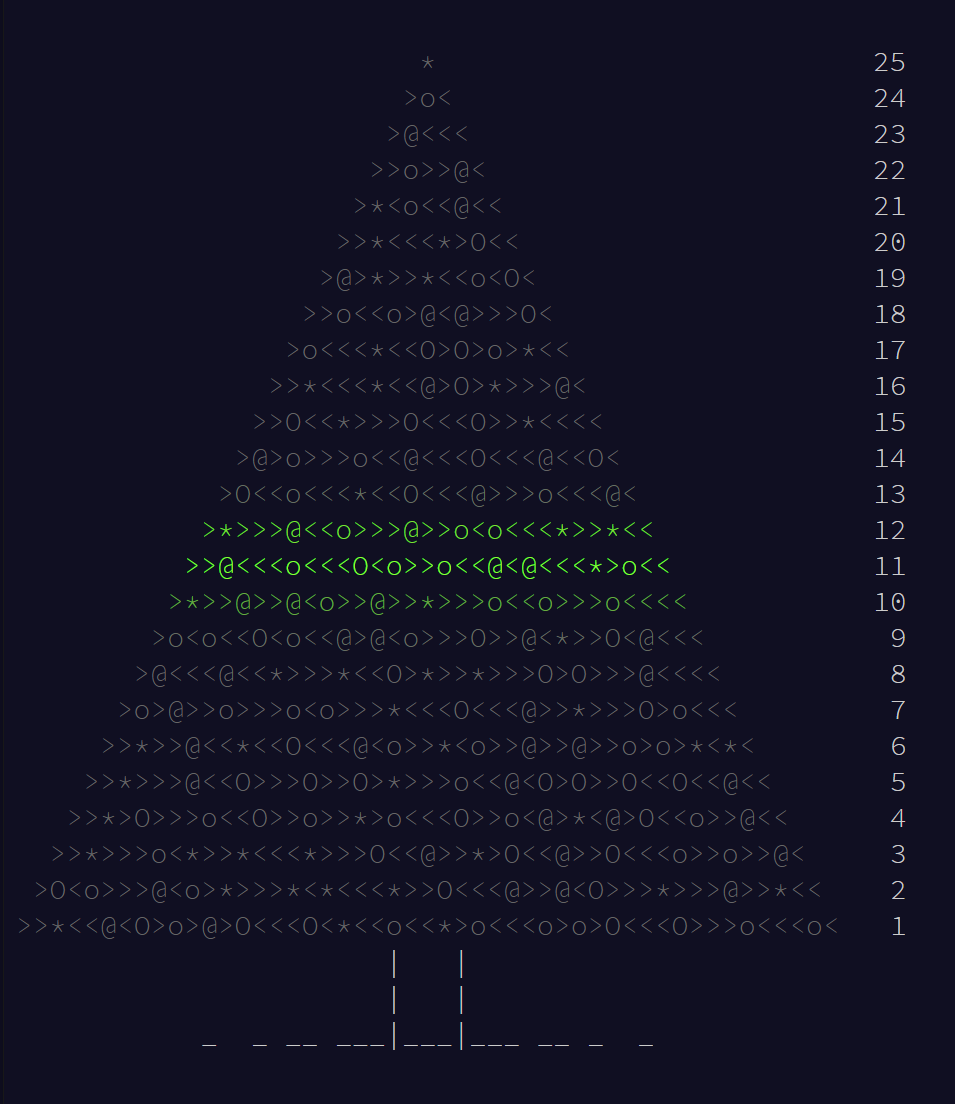 * 25
>o< 24
>@<<< 23
>>o>>@< 22
>*<o<<@<< 21
>>*<<<*>O<< 20
>@>*>>*<<o<O< 19
>>o<<o>@<@>>>O< 18
>o<<<*<<O>O>o>*<< 17
>>*<<<*<<@>O>*>>>@< 16
>>O<<*>>>O<<<O>>*<<<< 15
>@>o>>>o<<@<<<O<<<@<<O< 14
>O<<o<<<*<<O<<<@>>>o<<<@< 13
>*>>>@<<o>>>@>>o<o<<<*>>*<< 12
>>@<<<o<<<O<o>>o<<@<@<<<*>o<< 11
>*>>@>>@<o>>@>>*>>>o<<o>>>o<<<< 10
>o<o<<O<o<<@>@<o>>>O>>@<*>>O<@<<< 9
>@<<<@<<*>>>*<<O>*>>*>>>O>O>>>@<<<< 8
>o>@>>o>>>o<o>>>*<<<O<<<@>>*>>>O>o<<< 7
>>*>>@<<*<<O<<<@<o>>*<o>>@>>@>>o>o>*<*< 6
>>*>>>@<<O>>>O>>O>*>>>o<<@<O>O>>O<<O<<@<< 5
>>*>O>>>o<<O>>o>>*>o<<<O>>o<@>*<@>O<<o>>@<< 4
>>*>>>o<*>>*<<<*>>>O<<@>>*>O<<@>>O<<<o>>o>>@< 3
>O<o>>>@<o>*>>>*<*<<<*>>O<<<@>>@<O>>>*>>>@>>*<< 2
>>*<<@<O>o>@>O<<<O<*<<o<<*>o<<<o>o>O<<<O>>>o<<<o< 1
| |
| |
_ _ __ ___|___|___ __ _ _